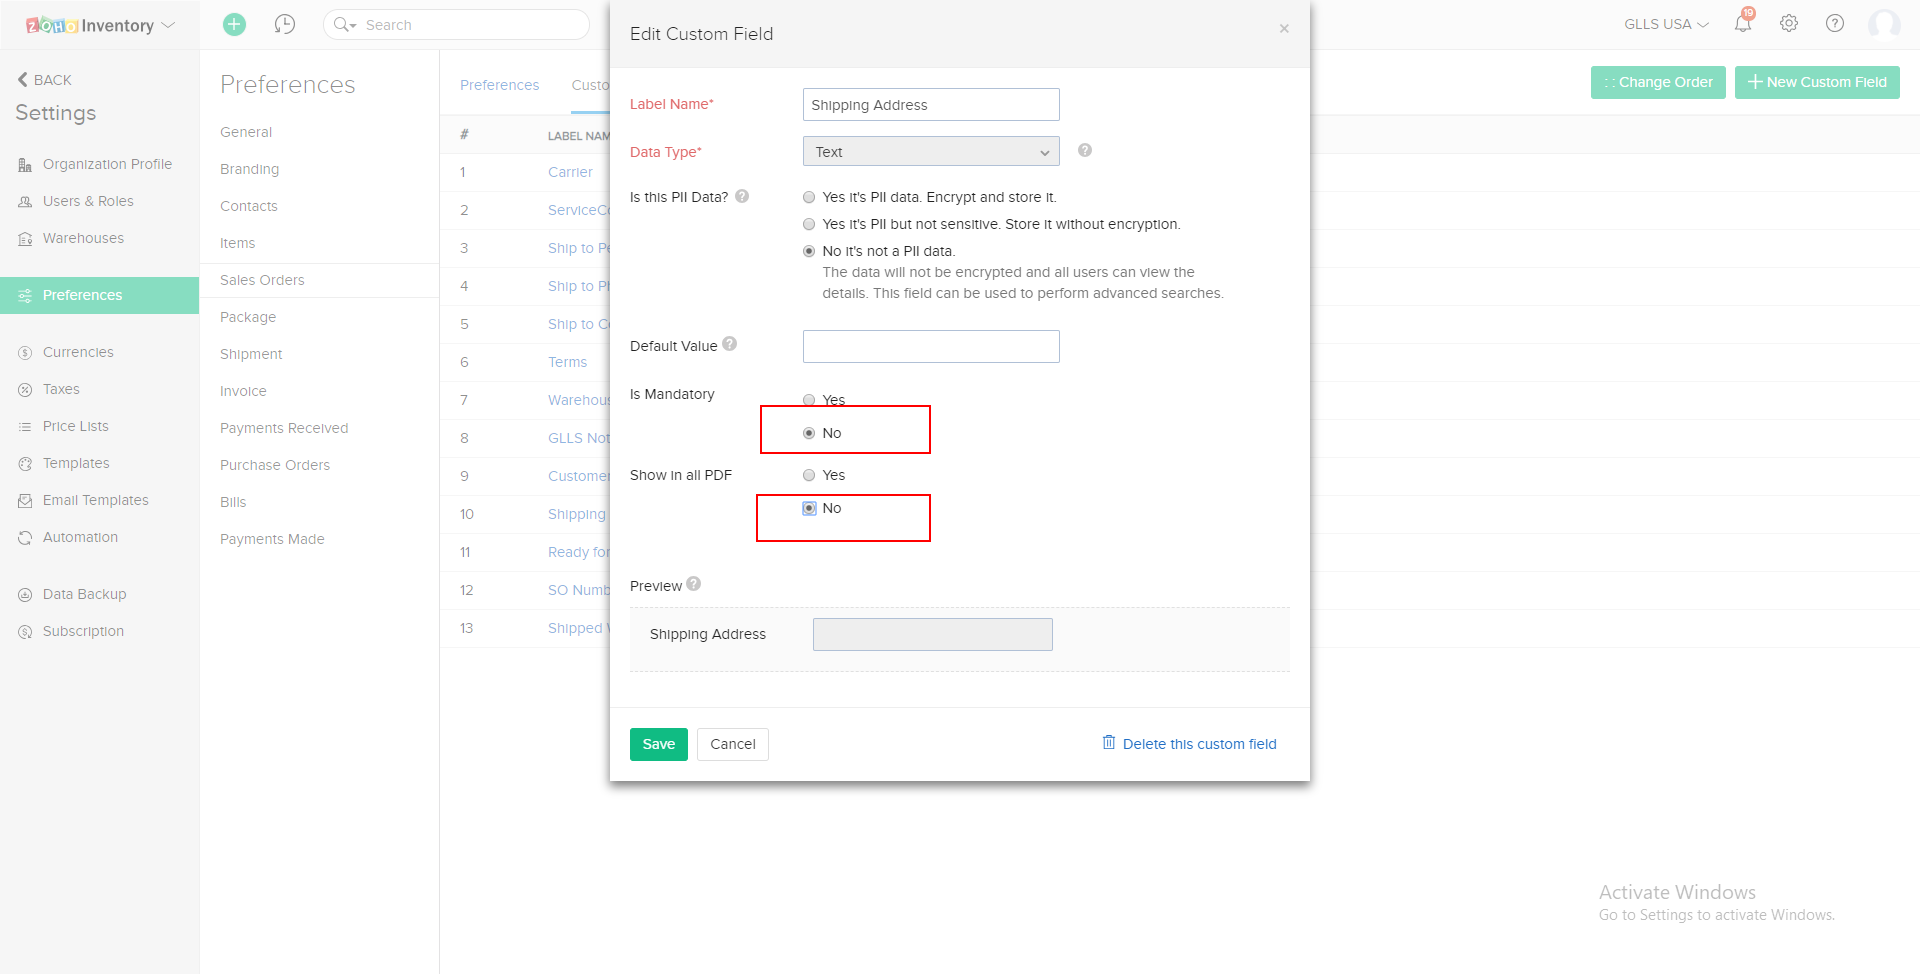 ZOHO Inventory
Search
GLLS USA
19
BACK
Settings
Organization Profile
Users & Roles
Warehouses
Preferences
Currencies
Taxes
Price Lists
Templates
Email Templates
Automation
Data Backup
Subscription
Preferences
General
Branding
Contacts
Items
Sales Orders
Package
Shipment
Invoice
Payments Received
Purchase Orders
Bills
Payments Made
Preferences Custo
Change Order
New Custom Field
# LABEL NAM
1 Carrier
2 ServiceCo
3 Ship to Pe
4 Ship to Ph
5 Ship to Co
6 Terms
7 Warehous
8 GLLS Not
9 Customer
10 Shipping
11 Ready for
12 SO Numb
13 Shipped W
Edit Custom Field
×
Label Name* Shipping Address
Data Type* Text ?
Is this PII Data? ? Yes it's PII data. Encrypt and store it.
Yes it's PII but not sensitive. Store it without encryption.
No it's not a PII data.
The data will not be encrypted and all users can view the
details. This field can be used to perform advanced searches.
Default Value ?
Is Mandatory Yes
No
Show in all PDF Yes
No
Preview ?
Shipping Address
Save Cancel Delete this custom field
Activate Windows
Go to Settings to activate Windows.